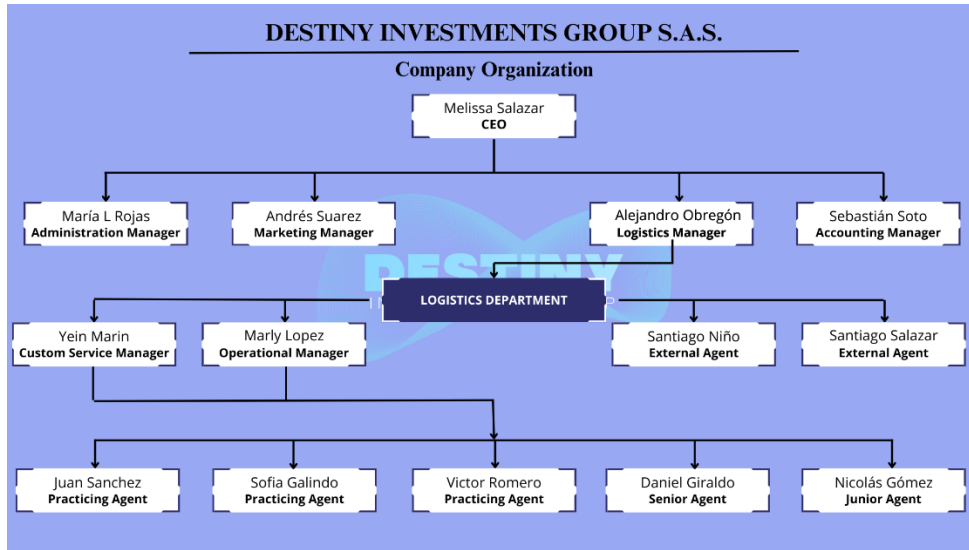 DESTINY INVESTMENTS GROUP S.A.S.
Company Organization
Melissa Salazar
CEO
María L Rojas
Administration Manager
Andrés Suarez
Marketing Manager
Alejandro Obregón
Logistics Manager
Sebastián Soto
Accounting Manager
DESTINY
LOGISTICS DEPARTMENT
Yein Marin
Custom Service Manager
Marly Lopez
Operational Manager
Santiago Niño
External Agent
Santiago Salazar
External Agent
Juan Sanchez
Practicing Agent
Sofia Galindo
Practicing Agent
Victor Romero
Practicing Agent
Daniel Giraldo
Senior Agent
Nicolás Gómez
Junior Agent